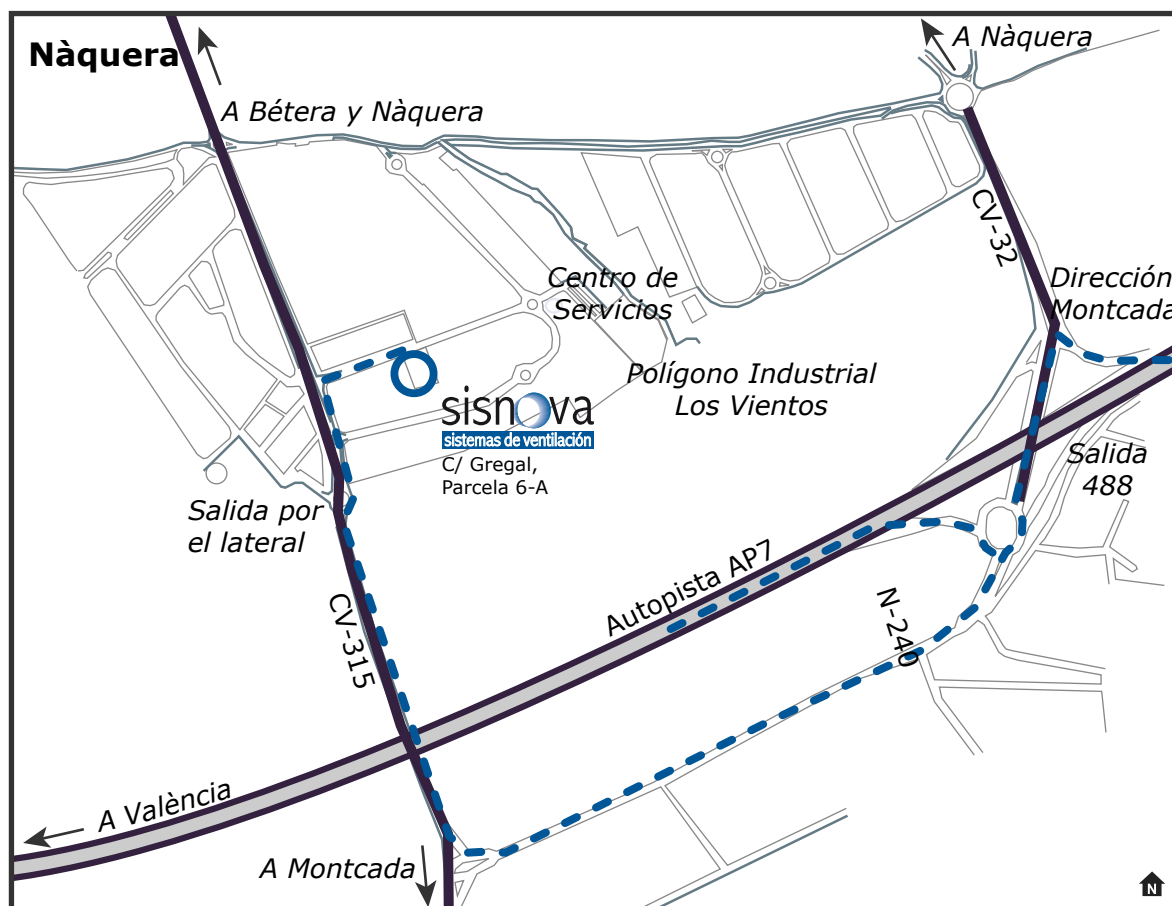 Nàquera
A Nàquera
A Bétera y Nàquera
CV-32
Centro de
Servicios
Dirección
Montcada
Polígono Industrial
Los Vientos
sisnova
sistemas de ventilación
C/ Gregal,
Parcela 6-A
Salida
488
Salida por
el lateral
Autopista AP7
CV-315
N-240
A València
A Montcada
N